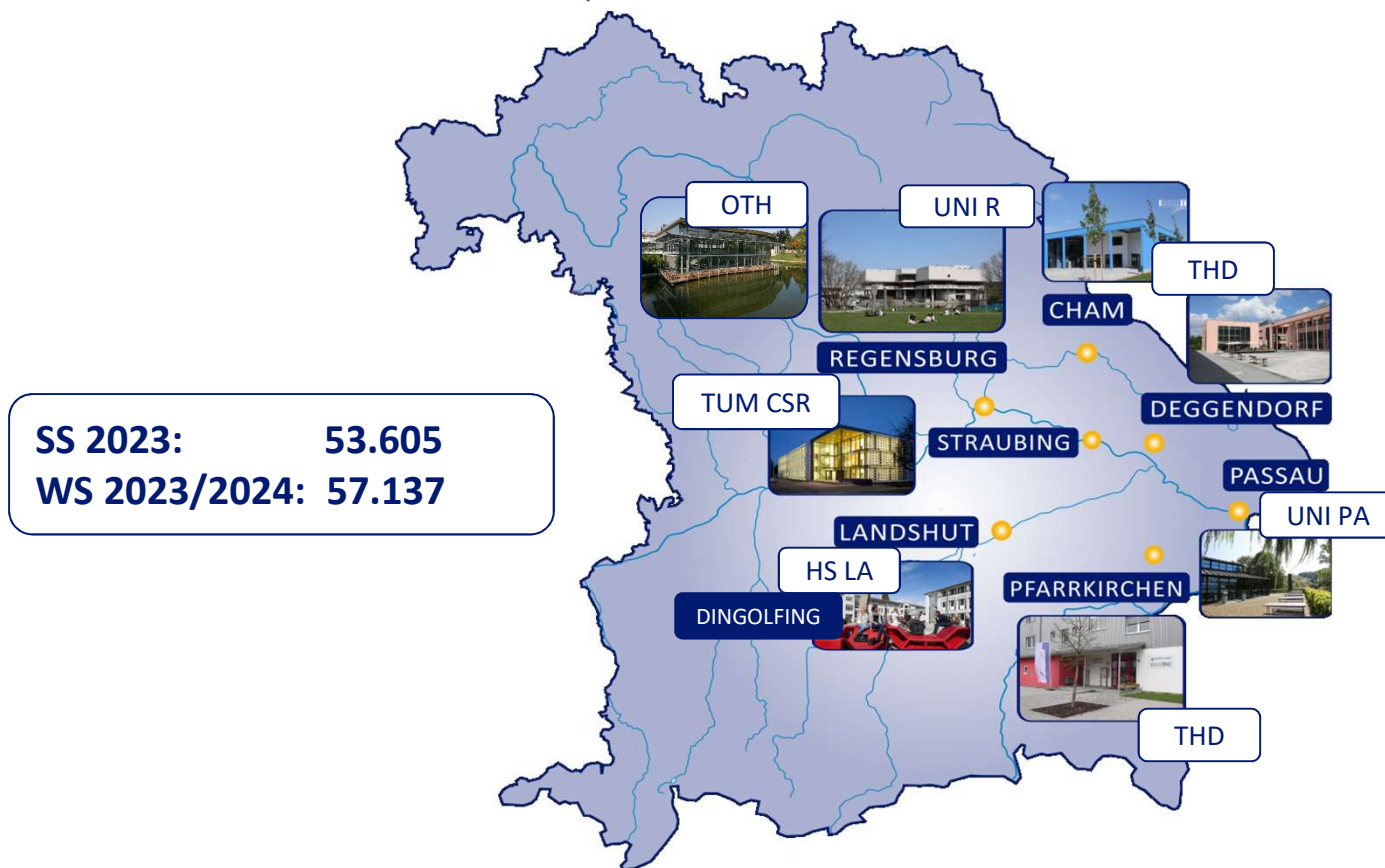 OTH
UNI R
THD
CHAM
REGENSBURG
TUM CSR
DEGGENDORF
STRAUBING
SS 2023: 53.605
WS 2023/2024: 57.137
PASSAU
UNI PA
LANDSHUT
HS LA
PFARRKIRCHEN
DINGOLFING
THD